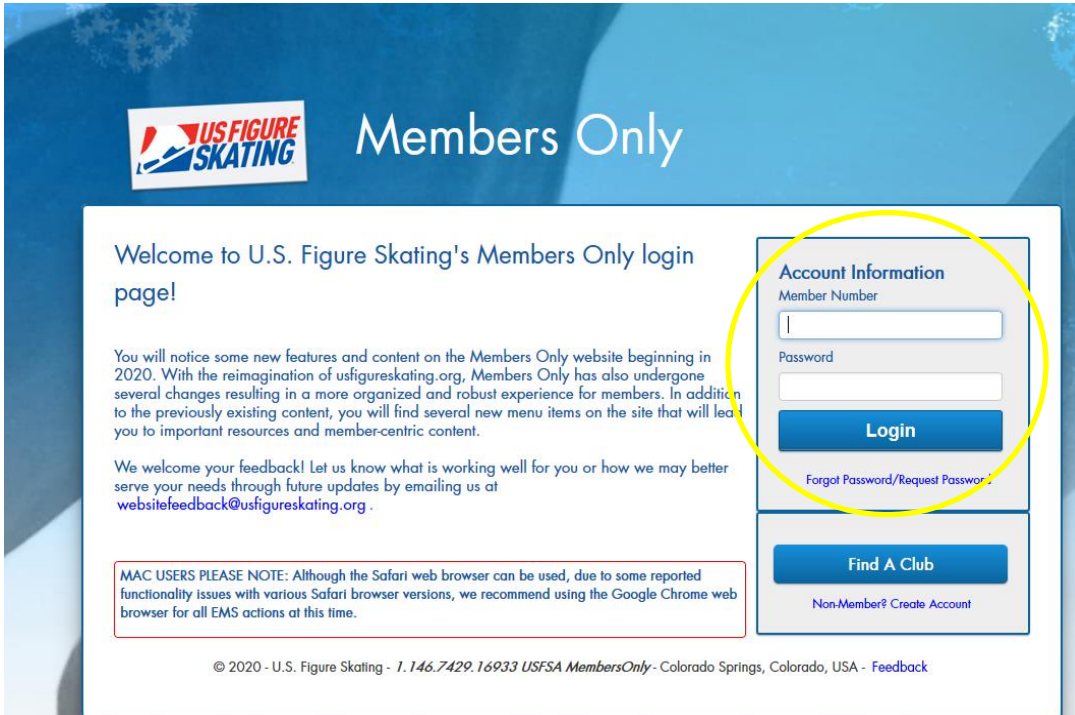 US FIGURE
SKATING
Members Only
Welcome to U.S. Figure Skating's Members Only login
page!
You will notice some new features and content on the Members Only website beginning in
2020. With the reimagination of usfigureskating.org, Members Only has also undergone
several changes resulting in a more organized and robust experience for members. In addition
to the previously existing content, you will find several new menu items on the site that will lead
you to important resources and member-centric content.
We welcome your feedback! Let us know what is working well for you or how we may better
serve your needs through future updates by emailing us at
websitefeedback@usfigureskating.org .
MAC USERS PLEASE NOTE: Although the Safari web browser can be used, due to some reported
functionality issues with various Safari browser versions, we recommend using the Google Chrome web
browser for all EMS actions at this time.
Account Information
Member Number
Password
Login
Forgot Password/Request Password
Find A Club
Non-Member? Create Account
© 2020 - U.S. Figure Skating - 1.146.7429.16933 USFSA MembersOnly - Colorado Springs, Colorado, USA - Feedback